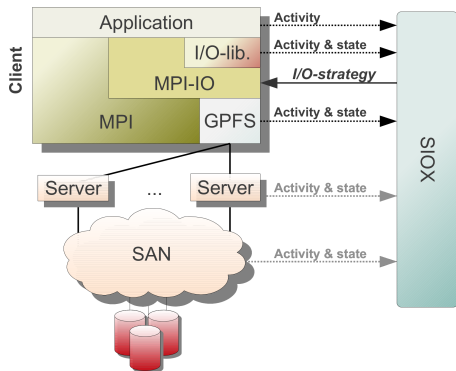 Application
Activity
I/O-lib.
Activity & state
Client
MPI-IO
I/O-strategy
MPI
GPFS
Activity & state
SIOX
Server
...
Server
Activity & state
SAN
Activity & state